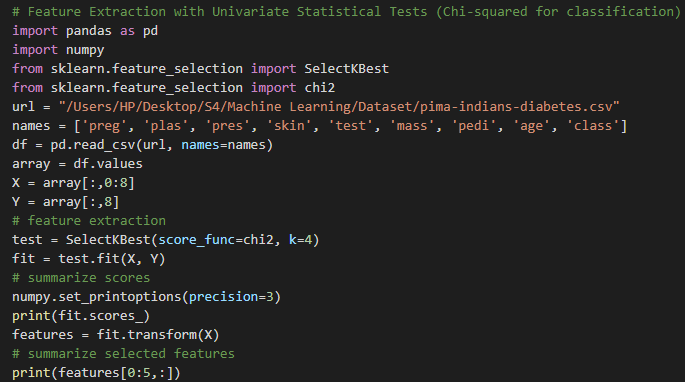 # Feature Extraction with Univariate Statistical Tests (Chi-squared for classification)
import pandas as pd
import numpy
from sklearn.feature_selection import SelectKBest
from sklearn.feature_selection import chi2
url = "/Users/HP/Desktop/S4/Machine Learning/Dataset/pima-indians-diabetes.csv"
names = ['preg', 'plas', 'pres', 'skin', 'test', 'mass', 'pedi', 'age', 'class']
df = pd.read_csv(url, names=names)
array = df.values
X = array[:,0:8]
Y = array[:,8]
# feature extraction
test = SelectKBest(score_func=chi2, k=4)
fit = test.fit(X, Y)
# summarize scores
numpy.set_printoptions(precision=3)
print(fit.scores_)
features = fit.transform(X)
# summarize selected features
print(features[0:5,:])